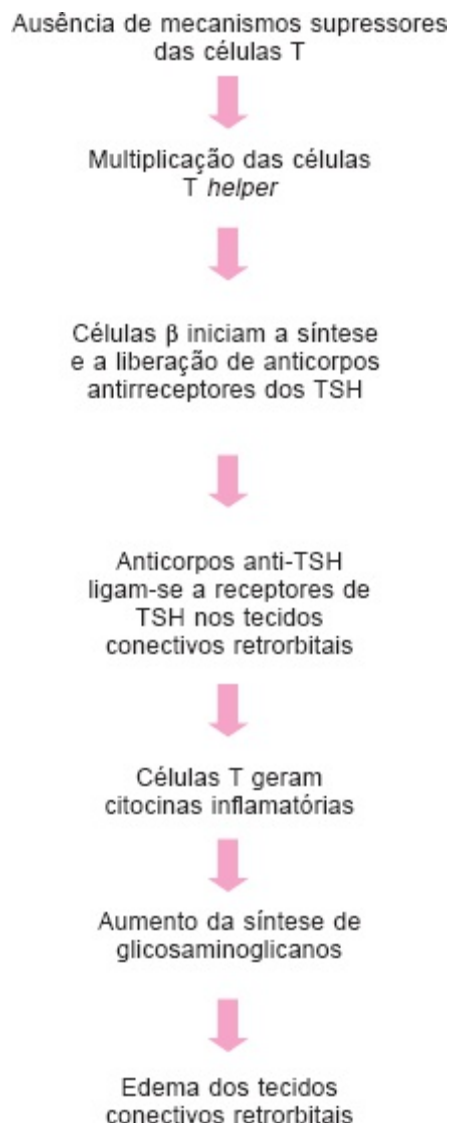 Ausência de mecanismos supressores
das células T
Multiplicação das células
T helper
Células β iniciam a síntese
e a liberação de anticorpos
antirreceptores dos TSH
Anticorpos anti-TSH
ligam-se a receptores de
TSH nos tecidos
conectivos retrorbitais
Células T geram
citocinas inflamatórias
Aumento da síntese de
glicosaminoglicanos
Edema dos tecidos
conectivos retrorbitais